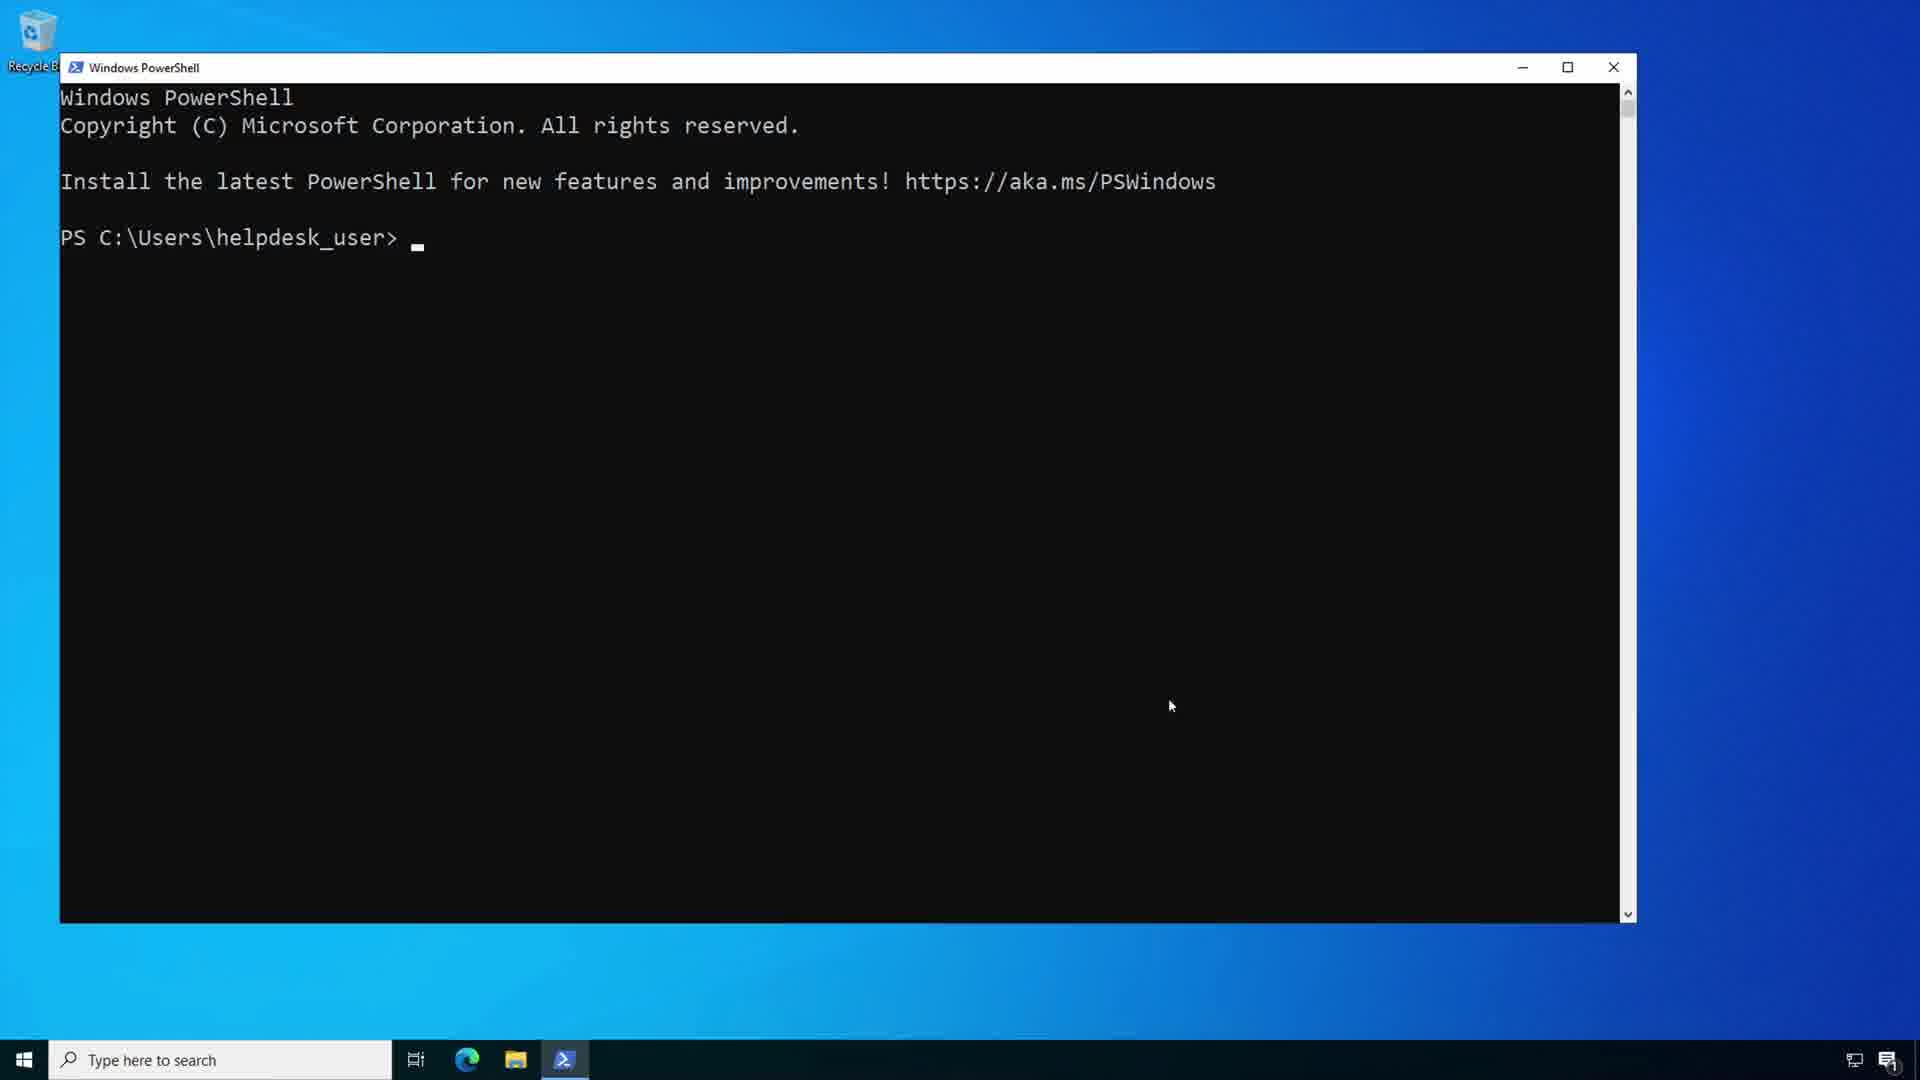 Recycle B
Windows PowerShell
Windows PowerShell
Copyright (C) Microsoft Corporation. All rights reserved.
Install the latest PowerShell for new features and improvements! https://aka.ms/PSWindows
PS C:\Users\helpdesk_user> _
Type here to search
1